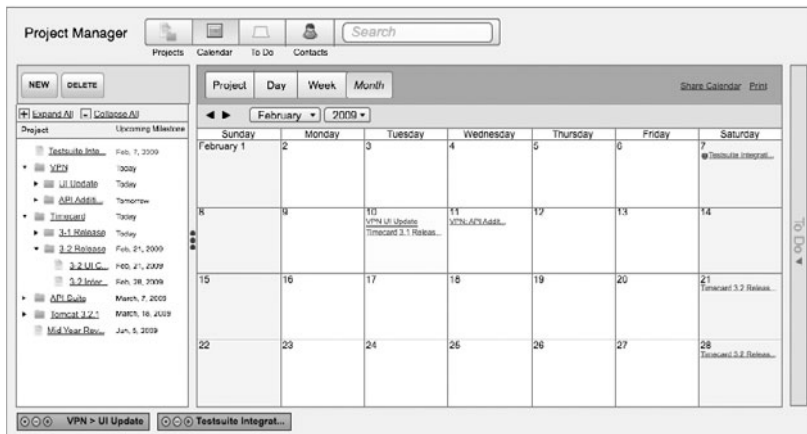 Project Manager
Search
Projects Calendar To Do Contacts
NEW DELETE
Project Day Week Month
Share Calendar Print
Expand All Collapse All
February 2009
Project Upcoming Milestone
Testsuite Inte... Feb, 7, 2009
VPN Today
UI Update Today
API Additi... Tomorrow
Timecard Today
3-1 Release Today
3.2 Release Feb, 21, 2009
3-2 UI C... Feb, 21, 2009
3.2 Inter... Feb, 28, 2009
API Suite March, 7, 2009
Tomcat 3.2.1 March, 18, 2009
Mid Year Rev... Jun, 5, 2009
Sunday Monday Tuesday Wednesday Thursday Friday Saturday
February 1 2 3 4 5 6 7
Testsuite Integrati...
8 9 10 11 12 13 14
VPN UI Update VPN: API Addit...
Timecard 3.1 Releas...
15 16 17 18 19 20 21
Timecard 3.2 Releas...
22 23 24 25 26 27 28
Timecard 3.2 Releas...
To Do
VPN > UI Update Testsuite Integrat...